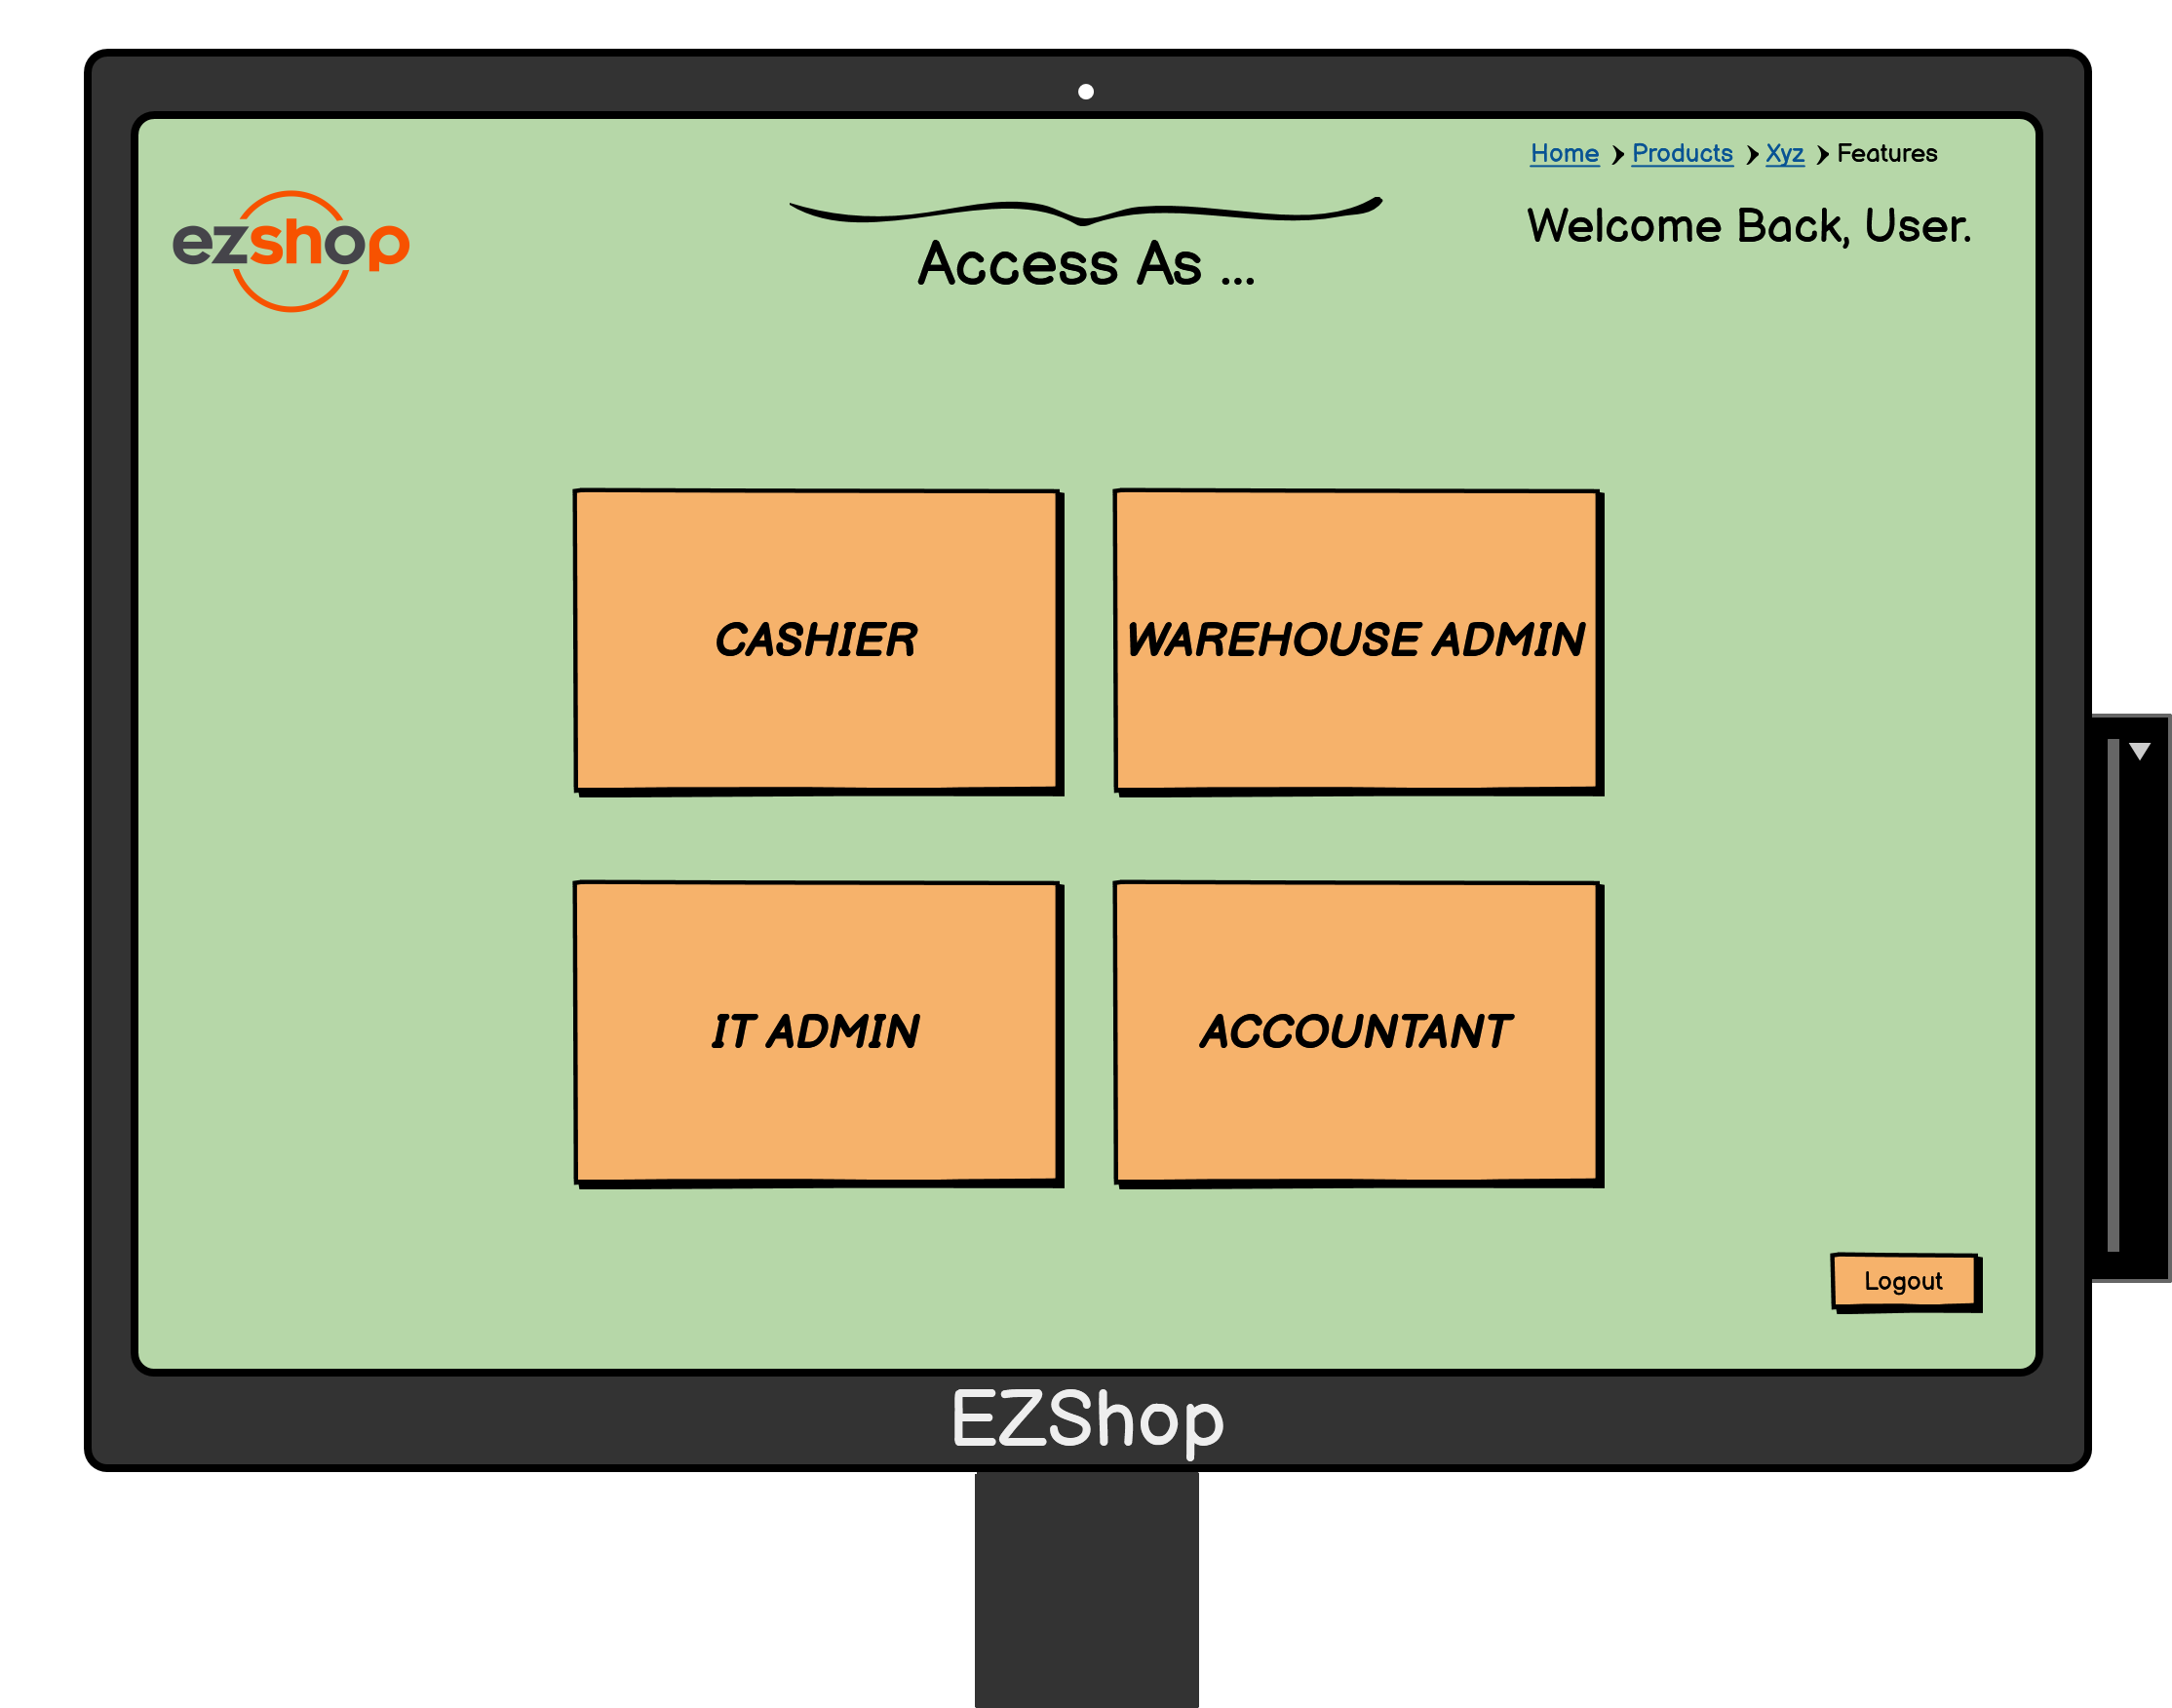 Home Products Xyz Features
ezshop
Welcome Back, User.
Access As ...
CASHIER
WAREHOUSE ADMIN
IT ADMIN
ACCOUNTANT
Logout
EZShop